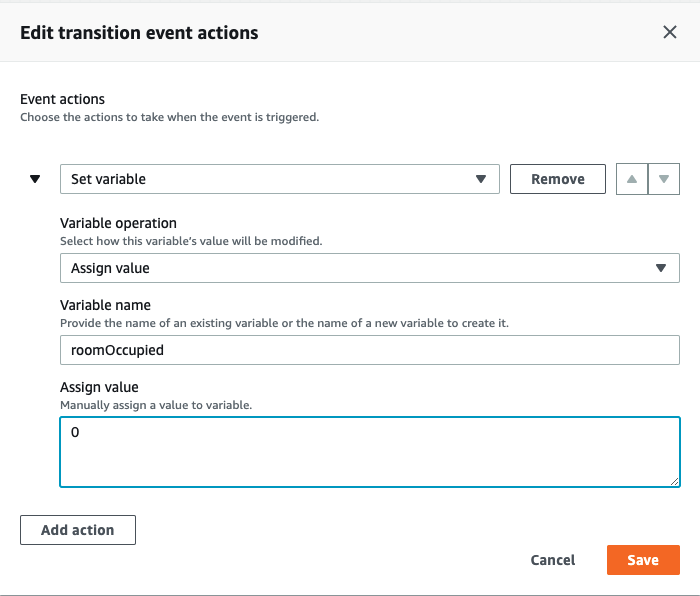 Edit transition event actions
Event actions
Choose the actions to take when the event is triggered.
Set variable
Remove
Variable operation
Select how this variable's value will be modified.
Assign value
Variable name
Provide the name of an existing variable or the name of a new variable to create it.
roomOccupied
Assign value
Manually assign a value to variable.
0
Add action
Cancel
Save